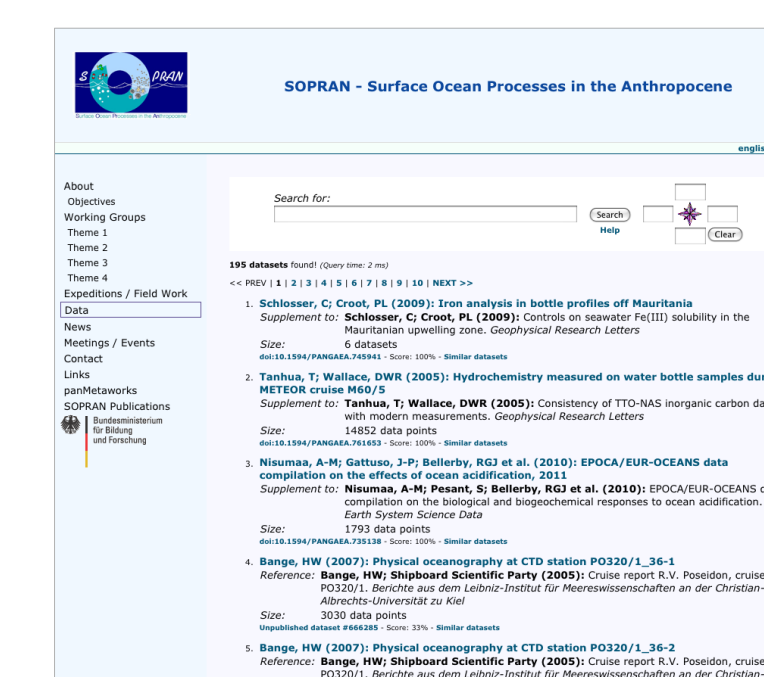 S PRAN
Surface Ocean Processes in the Anthropocene
SOPRAN - Surface Ocean Processes in the Anthropocene
englis
About
Objectives
Working Groups
Theme 1
Theme 2
Theme 3
Theme 4
Expeditions / Field Work
Data
News
Meetings / Events
Contact
Links
panMetaworks
SOPRAN Publications
Bundesministerium
für Bildung
und Forschung
Search for:
Search
Help
Clear
195 datasets found! (Query time: 2 ms)
<< PREV | 1 | 2 | 3 | 4 | 5 | 6 | 7 | 8 | 9 | 10 | NEXT >>
1. Schlosser, C; Croot, PL (2009): Iron analysis in bottle profiles off Mauritania
Supplement to: Schlosser, C; Croot, PL (2009): Controls on seawater Fe(III) solubility in the
Mauritanian upwelling zone. Geophysical Research Letters
Size: 6 datasets
doi:10.1594/PANGAEA.745941 - Score: 100% - Similar datasets
2. Tanhua, T; Wallace, DWR (2005): Hydrochemistry measured on water bottle samples du
METEOR cruise M60/5
Supplement to: Tanhua, T; Wallace, DWR (2005): Consistency of TTO-NAS inorganic carbon da
with modern measurements. Geophysical Research Letters
Size: 14852 data points
doi:10.1594/PANGAEA.761653 - Score: 100% - Similar datasets
3. Nisumaa, A-M; Gattuso, J-P; Bellerby, RGJ et al. (2010): EPOCA/EUR-OCEANS data
compilation on the effects of ocean acidification, 2011
Supplement to: Nisumaa, A-M; Pesant, S; Bellerby, RGJ et al. (2010): EPOCA/EUR-OCEANS
compilation on the biological and biogeochemical responses to ocean acidification.
Earth System Science Data
Size: 1793 data points
doi:10.1594/PANGAEA.735138 - Score: 100% - Similar datasets
4. Bange, HW (2007): Physical oceanography at CTD station PO320/1_36-1
Reference: Bange, HW; Shipboard Scientific Party (2005): Cruise report R.V. Poseidon, cruise
PO320/1. Berichte aus dem Leibniz-Institut für Meereswissenschaften an der Christian-
Albrechts-Universität zu Kiel
Size: 3030 data points
Unpublished dataset #666285 - Score: 33% - Similar datasets
5. Bange, HW (2007): Physical oceanography at CTD station PO320/1_36-2
Reference: Bange, HW; Shipboard Scientific Party (2005): Cruise report R.V. Poseidon, cruise
PO320/1. Berichte aus dem Leibniz-Institut für Meereswissenschaften an der Christian-